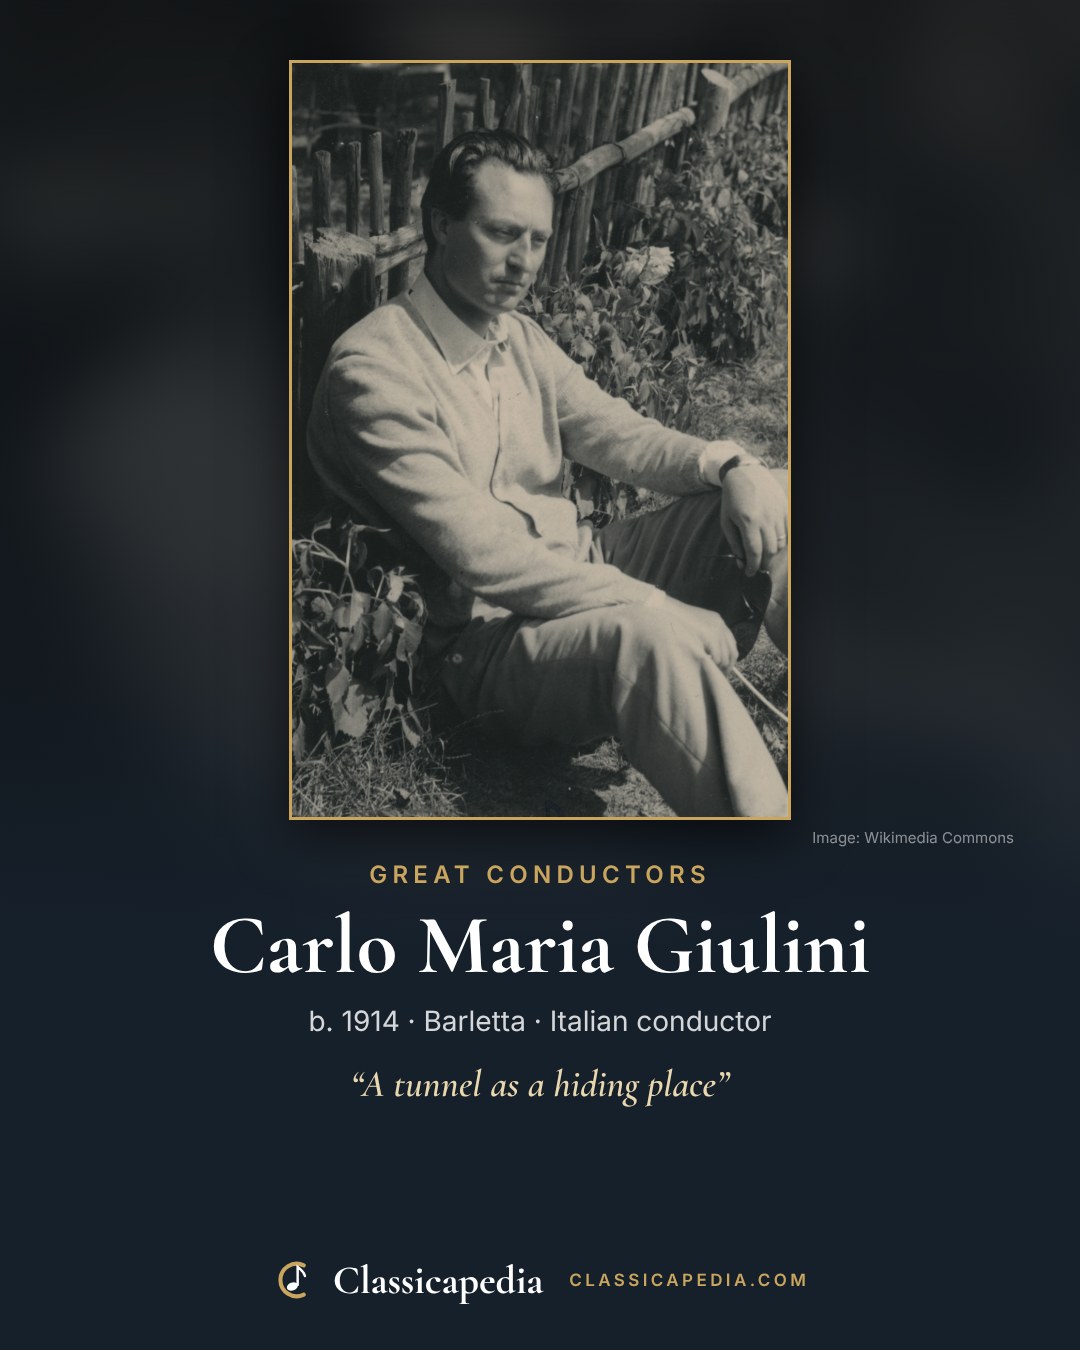 Image: Wikimedia Commons
GREAT CONDUCTORS
Carlo Maria Giulini
b. 1914 · Barletta · Italian conductor
“A tunnel as a hiding place”
Classicapedia CLASSICAPEDIA.COM